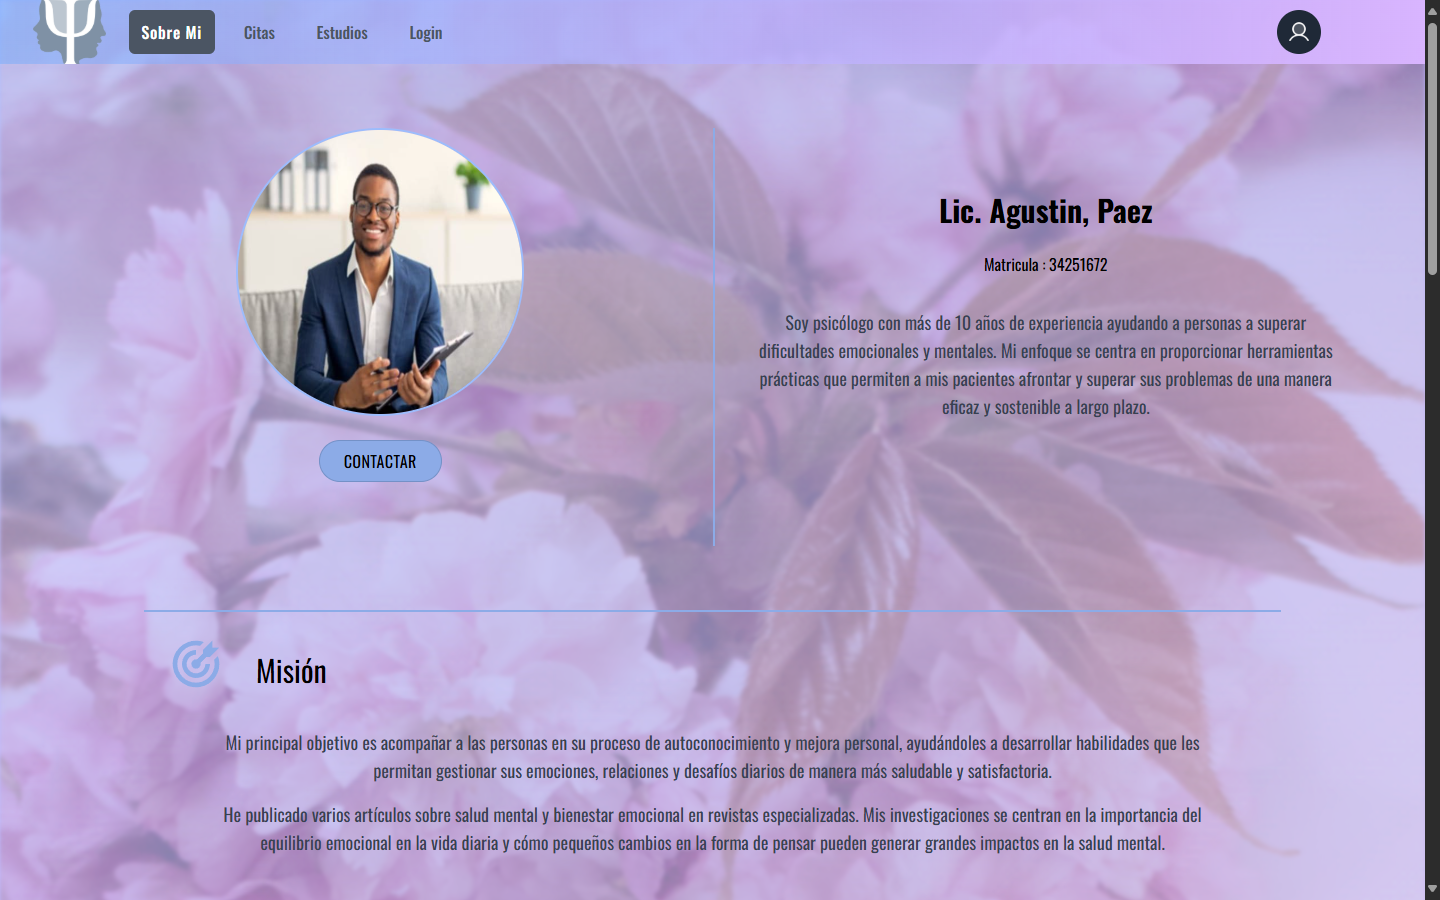 Sobre Mi
Citas
Estudios
Login
Lic. Agustin, Paez
Matricula : 34251672
Soy psicólogo con más de 10 años de experiencia ayudando a personas a superar
dificultades emocionales y mentales. Mi enfoque se centra en proporcionar herramientas
prácticas que permiten a mis pacientes afrontar y superar sus problemas de una manera
eficaz y sostenible a largo plazo.
CONTACTAR
Misión
Mi principal objetivo es acompañar a las personas en su proceso de autoconocimiento y mejora personal, ayudándoles a desarrollar habilidades que les
permitan gestionar sus emociones, relaciones y desafíos diarios de manera más saludable y satisfactoria.
He publicado varios artículos sobre salud mental y bienestar emocional en revistas especializadas. Mis investigaciones se centran en la importancia del
equilibrio emocional en la vida diaria y cómo pequeños cambios en la forma de pensar pueden generar grandes impactos en la salud mental.